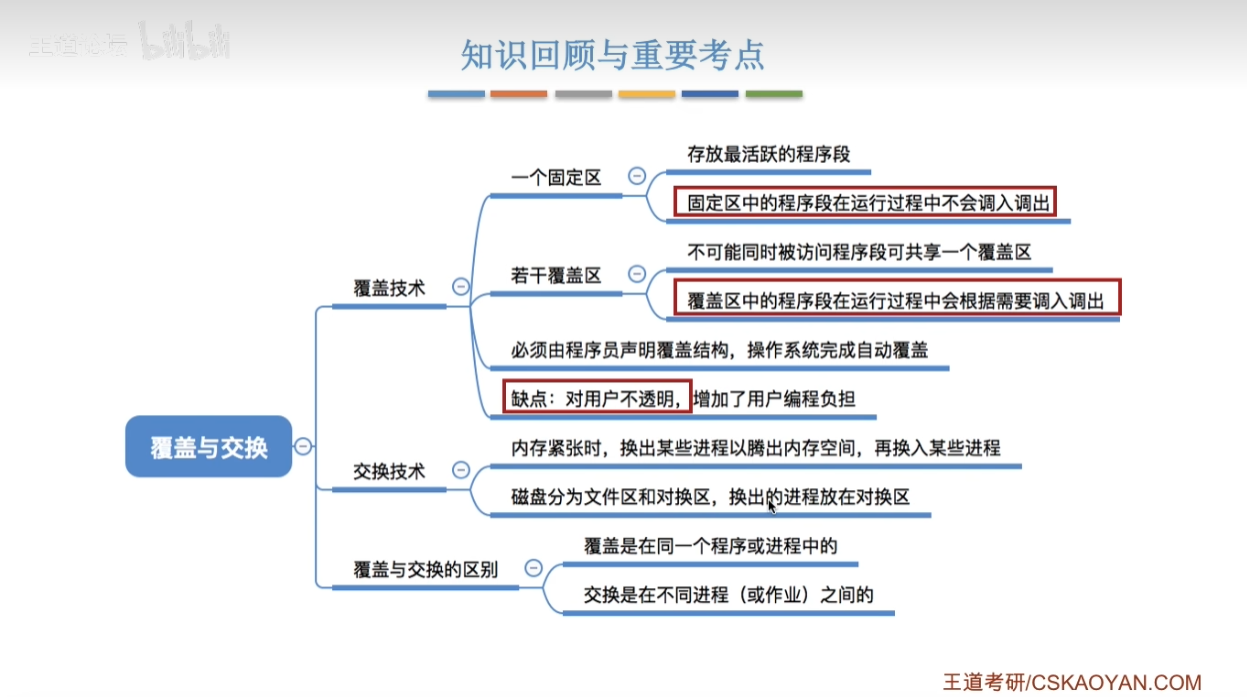 王道论坛 bilibili
知识回顾与重要考点
存放最活跃的程序段
一个固定区
固定区中的程序段在运行过程中不会调入调出
不可能同时被访问程序段可共享一个覆盖区
若干覆盖区
覆盖技术
覆盖区中的程序段在运行过程中会根据需要调入调出
必须由程序员声明覆盖结构，操作系统完成自动覆盖
缺点：对用户不透明，增加了用户编程负担
覆盖与交换
内存紧张时，换出某些进程以腾出内存空间，再换入某些进程
交换技术
磁盘分为文件区和对换区，换出的进程放在对换区
覆盖是在同一个程序或进程中的
覆盖与交换的区别
交换是在不同进程（或作业）之间的
王道考研/CSKAOYAN.COM